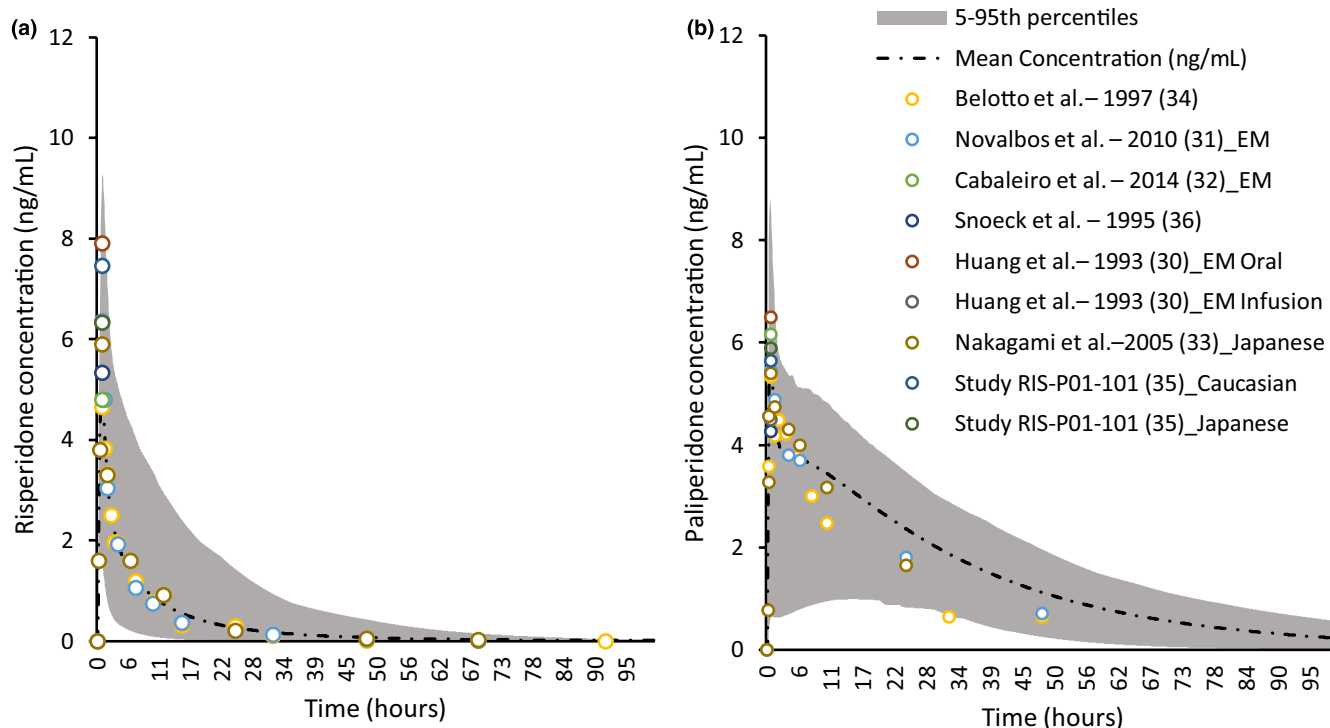 (a)
12
10
8
6
4
2
0
Risperidone concentration (ng/mL)
0 6 11 17 22 28 34 39 45 50 56 62 67 73 78 84 90 95
Time (hours)
(b)
12
10
8
6
4
2
0
Paliperidone concentration (ng/mL)
0 6 11 17 22 28 34 39 45 50 56 62 67 73 78 84 90 95
Time (hours)
5-95th percentiles
Mean Concentration (ng/mL)
Belotto et al.– 1997 (34)
Novalbos et al. – 2010 (31)_EM
Cabaleiro et al. – 2014 (32)_EM
Snoeck et al. – 1995 (36)
Huang et al.– 1993 (30)_EM Oral
Huang et al.– 1993 (30)_EM Infusion
Nakagami et al.–2005 (33)_Japanese
Study RIS-P01-101 (35)_Caucasian
Study RIS-P01-101 (35)_Japanese